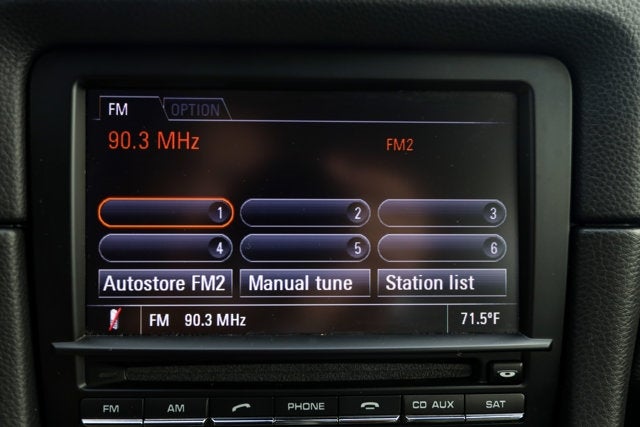 FM OPTION
90.3 MHz FM2
1 2 3
4 5 6
Autostore FM2 Manual tune Station list
FM 90.3 MHz 71.5°F
FM AM PHONE CD AUX SAT